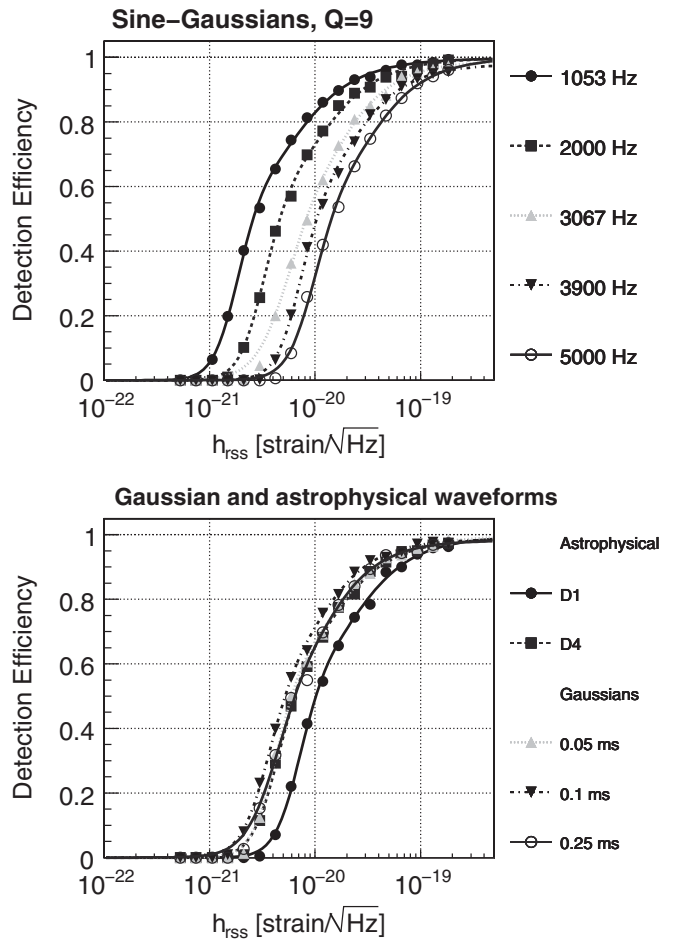 Sine−Gaussians, Q=9
Detection Efficiency
1
0.8
0.6
0.4
0.2
0
10−22
10−21
10−20
10−19
hrss [strain/√Hz]
1053 Hz
2000 Hz
3067 Hz
3900 Hz
5000 Hz
Gaussian and astrophysical waveforms
Detection Efficiency
1
0.8
0.6
0.4
0.2
0
10−22
10−21
10−20
10−19
hrss [strain/√Hz]
Astrophysical
D1
D4
Gaussians
0.05 ms
0.1 ms
0.25 ms